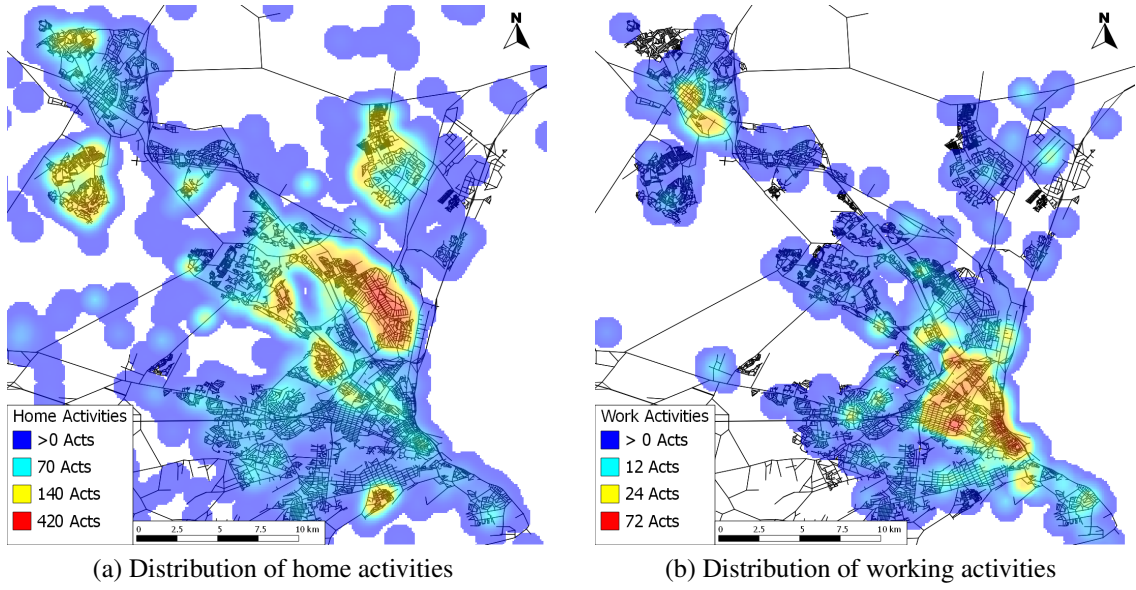 N
Home Activities
>0 Acts
70 Acts
140 Acts
420 Acts
0 2.5 5 7.5 10 km
N
Work Activities
> 0 Acts
12 Acts
24 Acts
72 Acts
0 2.5 5 7.5 10 km
(a) Distribution of home activities
(b) Distribution of working activities